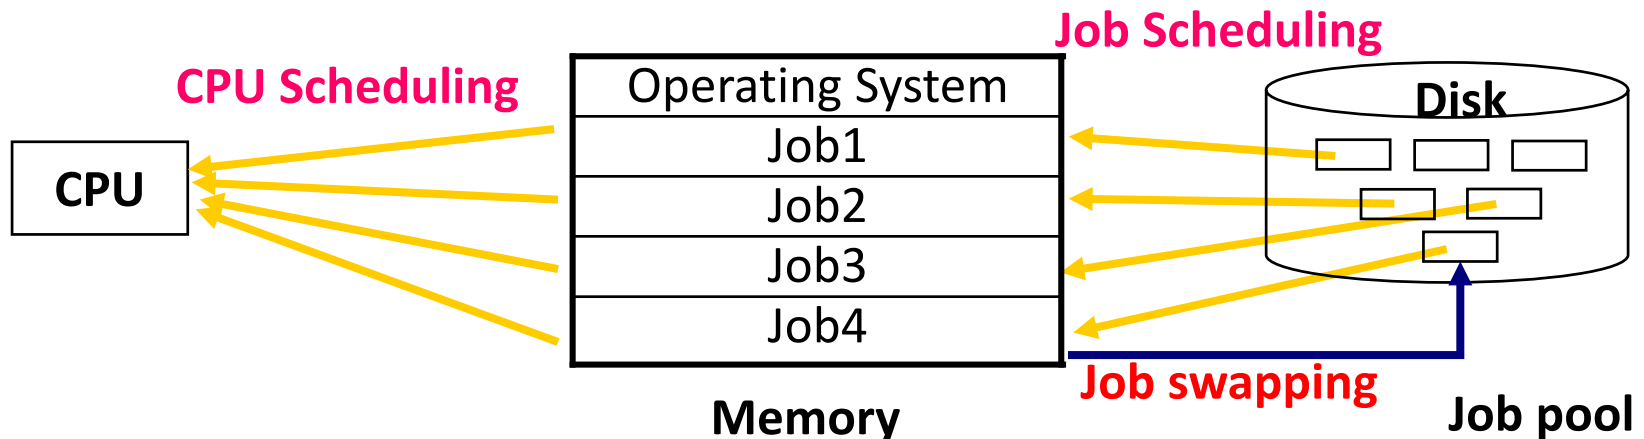 Job Scheduling
CPU Scheduling
Operating System
Disk
Job1
CPU
Job2
Job3
Job4
Job swapping
Memory
Job pool